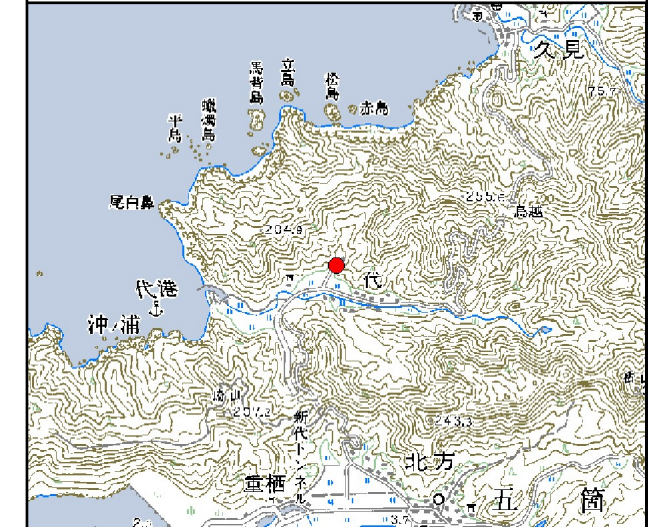 久見
75.7
立島
馬背島
松島
赤島
蝋燭島
平島
尾白鼻
255.6
鳥越
204.9
代
代港
沖ノ浦
207.3
243.3
新代トンネル
北方
重栖
五箇
3.7